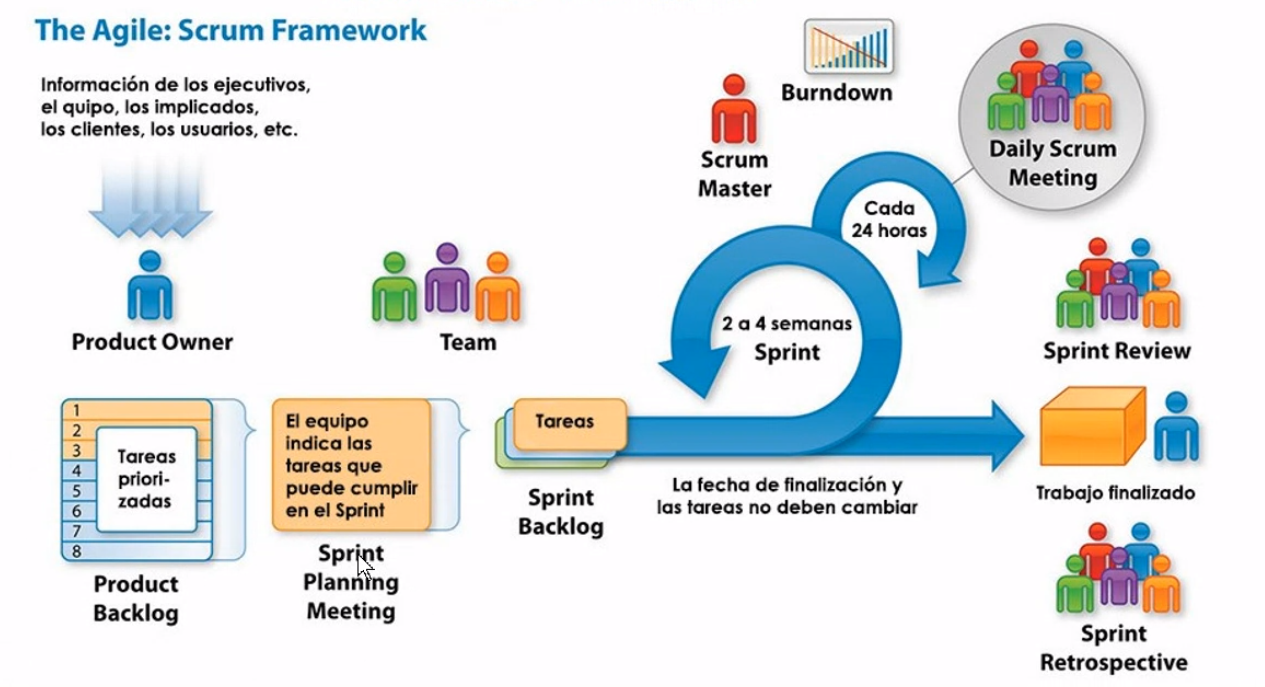 The Agile: Scrum Framework
Información de los ejecutivos,
el quipo, los implicados,
los clientes, los usuarios, etc.
Product Owner
Team
Scrum
Master
Burndown
Daily Scrum
Meeting
Cada
24 horas
2 a 4 semanas
Sprint
Sprint Review
1
2
3
4
5
6
7
8
Tareas
priori-
zadas
Product
Backlog
El equipo
indica las
tareas que
puede cumplir
en el Sprint
Sprint
Planning
Meeting
Tareas
Sprint
Backlog
La fecha de finalización y
las tareas no deben cambiar
Trabajo finalizado
Sprint
Retrospective